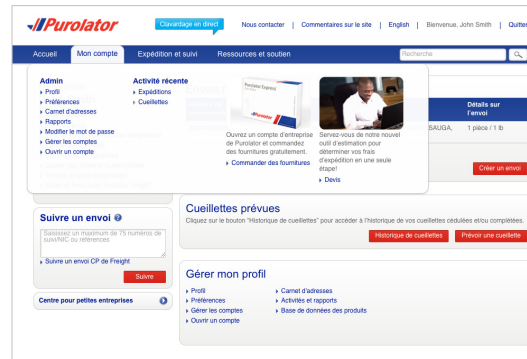 Purolator
Clavardage en direct
Nous contacter | Commentaires sur le site | English | Bienvenue, John Smith | Quitter
Accueil Mon compte Expédition et suivi Ressources et soutien
Recherche
Admin
Profil
Préférences
Carnet d'adresses
Rapports
Modifier le mot de passe
Gérer les comptes
Ouvrir un compte
Activité récente
Expéditions
Cueillettes
Purolator Express
Purolator
Ouvrez un compte d'entreprise
de Purolator et commandez
des fournitures gratuitement.
Commander des fournitures
Servez-vous de notre nouvel
outil d'estimation pour
déterminer vos frais
d'expédition en une seule
étape!
Devis
Détails sur
l'envoi
SAUGA,
1 pièce / 1 lb
Créer un envoi
Suivre un envoi
Saisissez un maximum de 75 numéros de
suivi/NIC ou références
Suivre un envoi CP de Freight
Suivre
Centre pour petites entreprises
Cueillettes prévues
Cliquez sur le bouton "Historique de cueillettes" pour accéder à l'historique de vos cueillettes cédulées et/ou complétées.
Historique de cueillettes
Prévoir une cueillette
Gérer mon profil
Profil
Préférences
Gérer les comptes
Ouvrir un compte
Carnet d'adresses
Activités et rapports
Base de données des produits